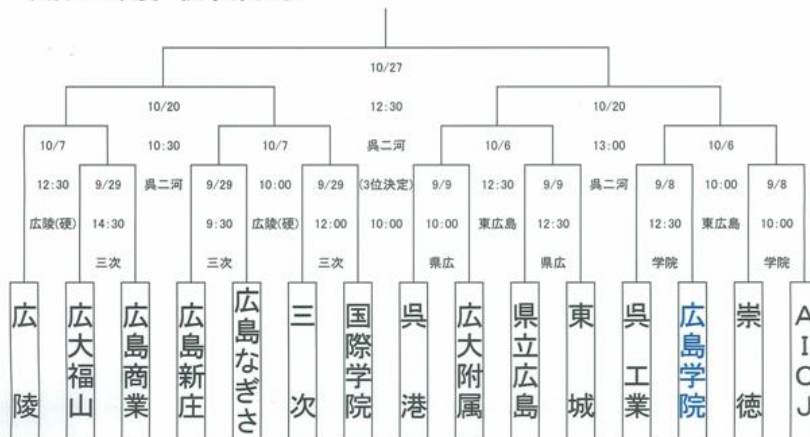 10/27
10/20 12:30 10/20
10/7 10:30 10/7 呉二河 10/6 13:00 10/6
12:30 9/29 呉二河 9/29 10:00 9/29 (3位決定) 9/9 12:30 9/9 呉二河 9/8 10:00 9/8
広陵(硬) 14:30 9:30 広陵(硬) 12:00 10:00 10:00 東広島 12:30 12:30 東広島 10:00
三次 三次 三次 県広 県広 学院 学院
広陵
広大福山
広島商業
広島新庄
広島なぎさ
三次
国際学院
呉港
広大附属
県立広島
東城
呉工業
広島学院
崇徳
AICJ